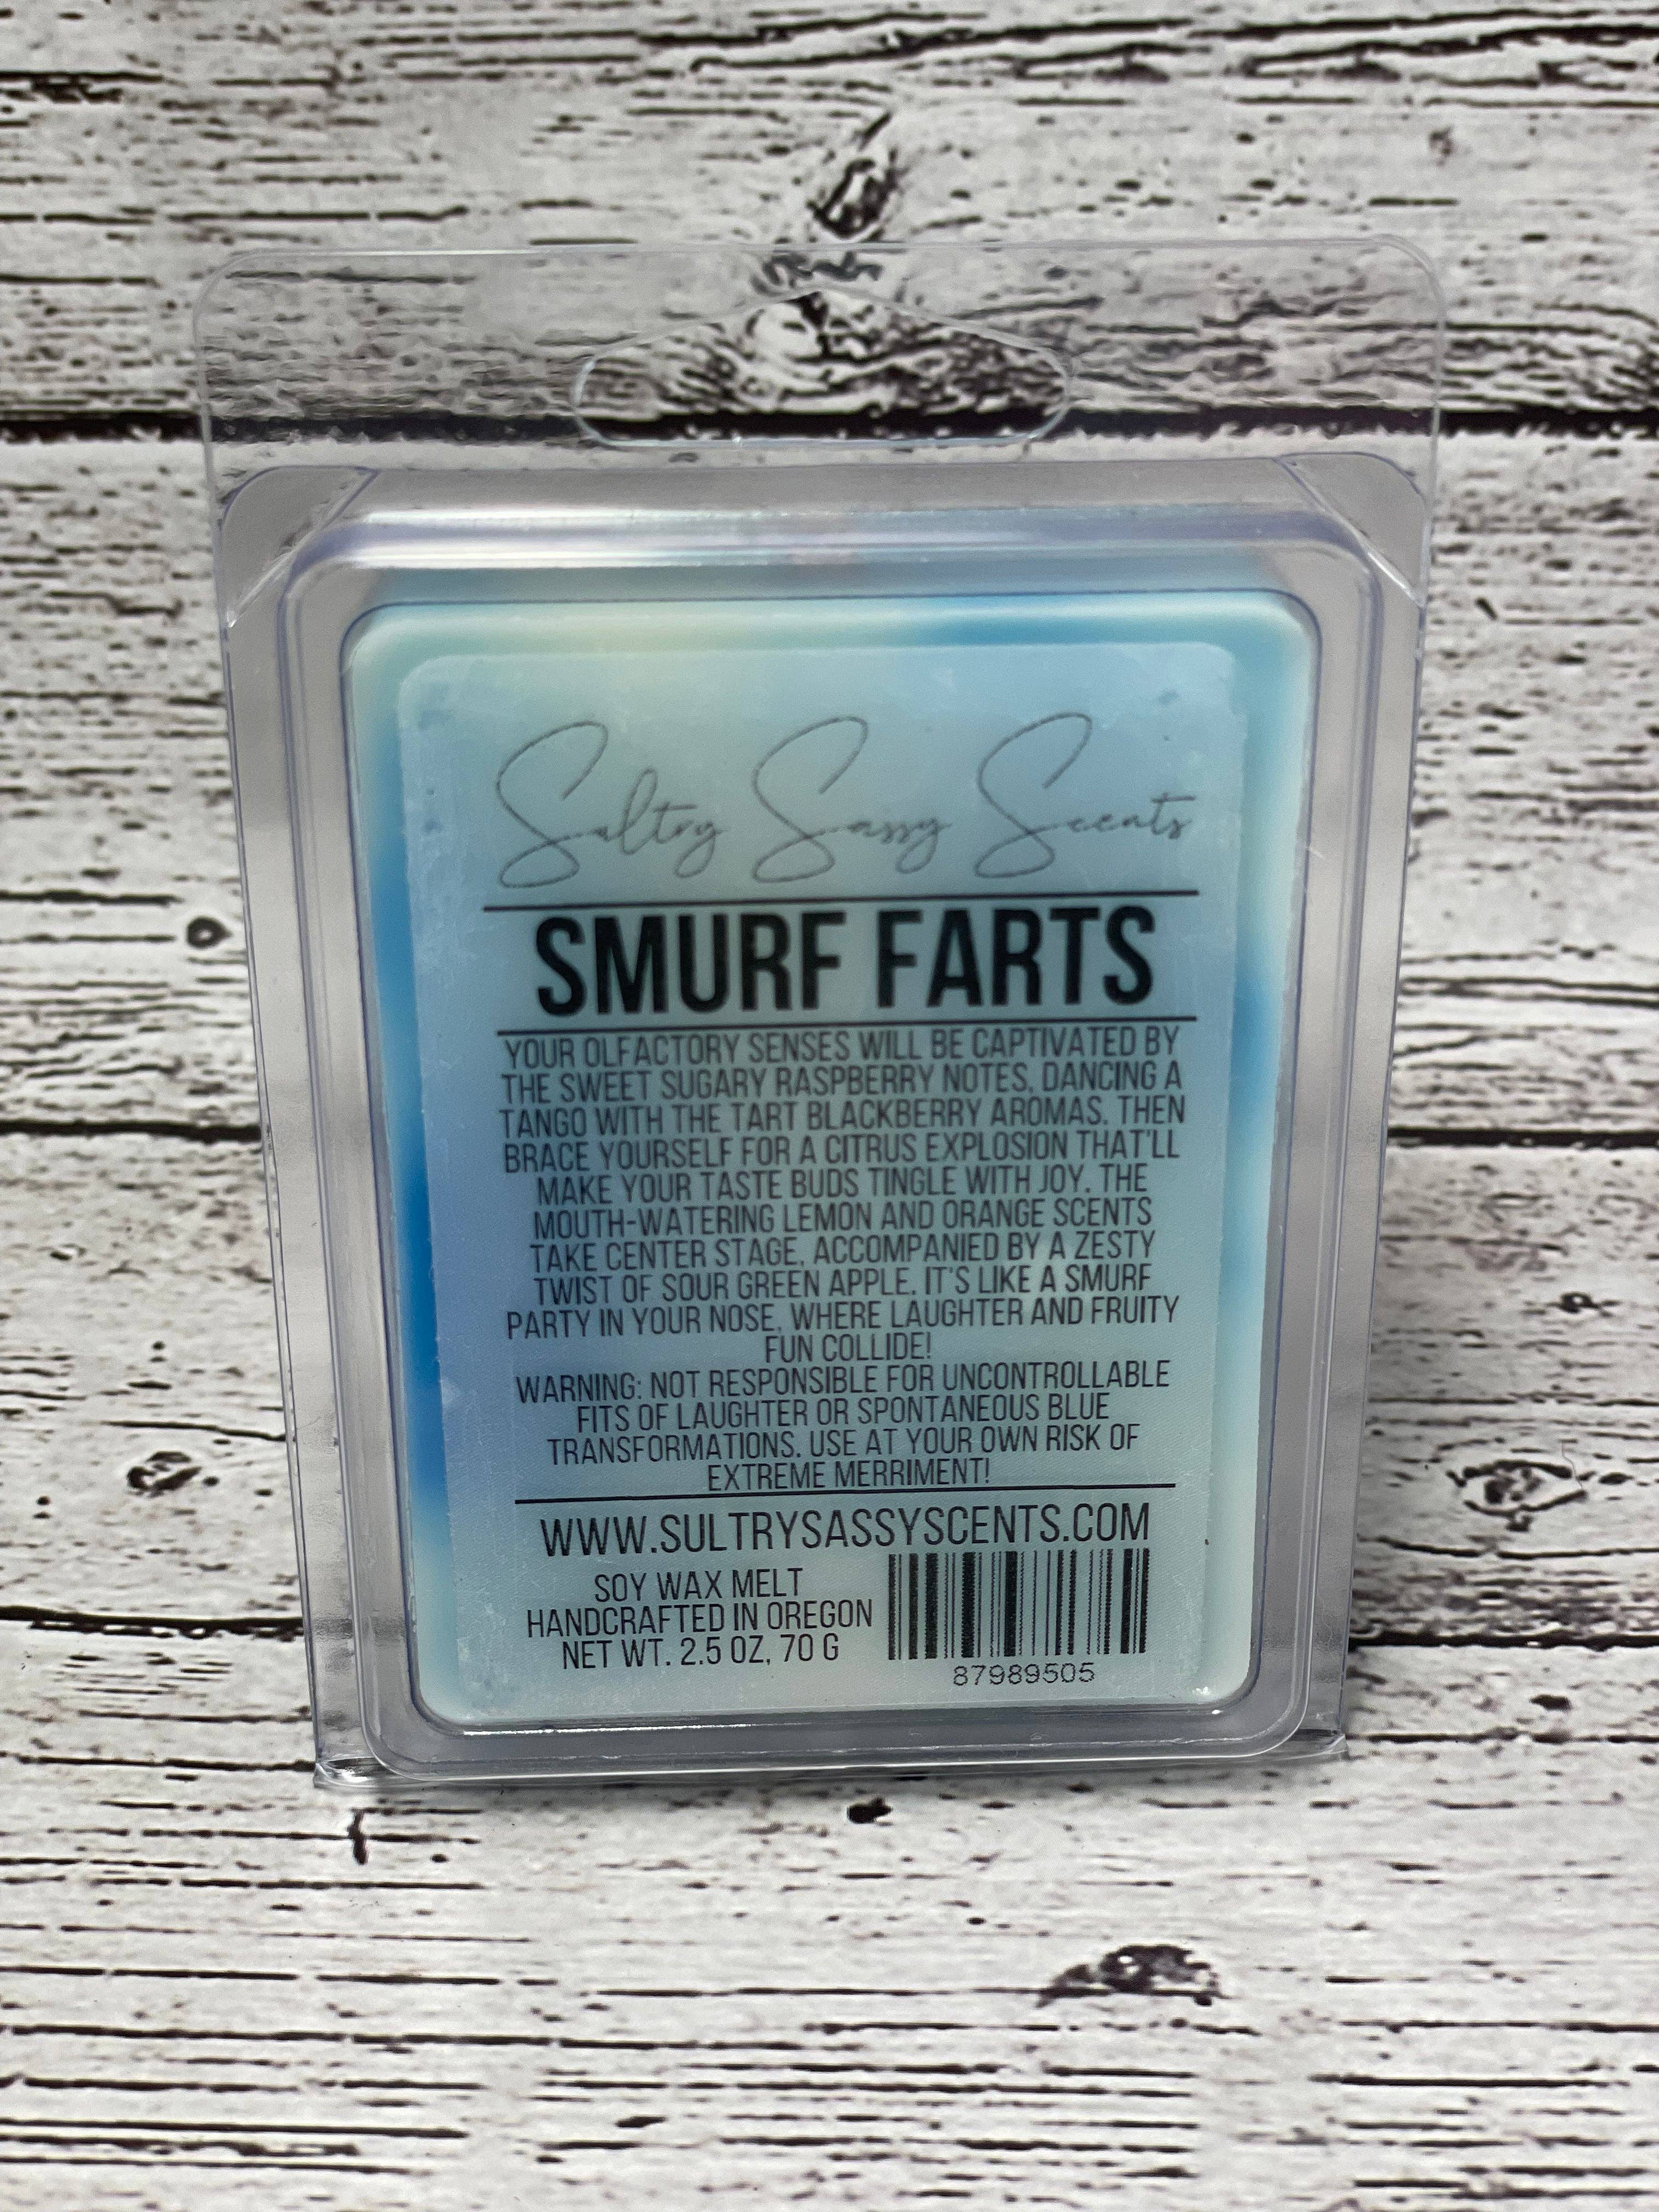 Sultry Sassy Scents
SMURF FARTS
YOUR OLFACTORY SENSES WILL BE CAPTIVATED BY
THE SWEET SUGARY RASPBERRY NOTES, DANCING A
TANGO WITH THE TART BLACKBERRY AROMAS. THEN
BRACE YOURSELF FOR A CITRUS EXPLOSION THAT'LL
MAKE YOUR TASTE BUDS TINGLE WITH JOY. THE
MOUTH-WATERING LEMON AND ORANGE SCENTS
TAKE CENTER STAGE, ACCOMPANIED BY A ZESTY
TWIST OF SOUR GREEN APPLE. IT'S LIKE A SMURF
PARTY IN YOUR NOSE, WHERE LAUGHTER AND FRUITY
FUN COLLIDE!
WARNING: NOT RESPONSIBLE FOR UNCONTROLLABLE
FITS OF LAUGHTER OR SPONTANEOUS BLUE
TRANSFORMATIONS. USE AT YOUR OWN RISK OF
EXTREME MERRIMENT!
WWW.SULTRYSASSYSCENTS.COM
SOY WAX MELT
HANDCRAFTED IN OREGON
NET WT. 2.5 OZ, 70 G
87989505